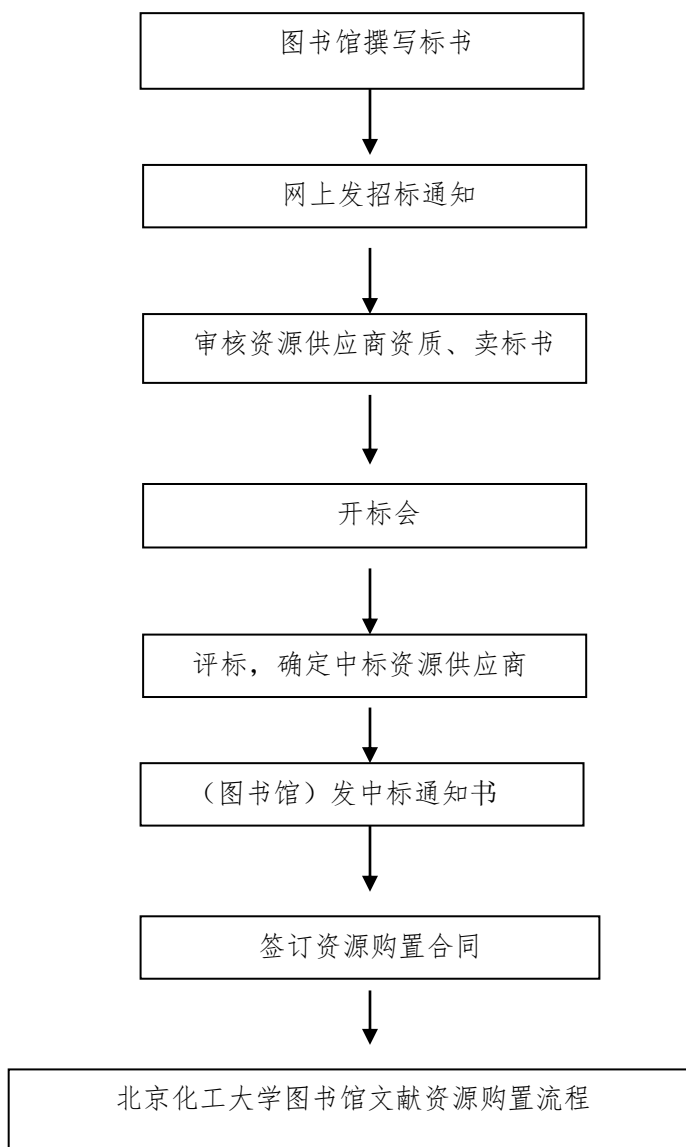 图书馆撰写标书
网上发招标通知
审核资源供应商资质、卖标书
开标会
评标，确定中标资源供应商
（图书馆）发中标通知书
签订资源购置合同
北京化工大学图书馆文献资源购置流程